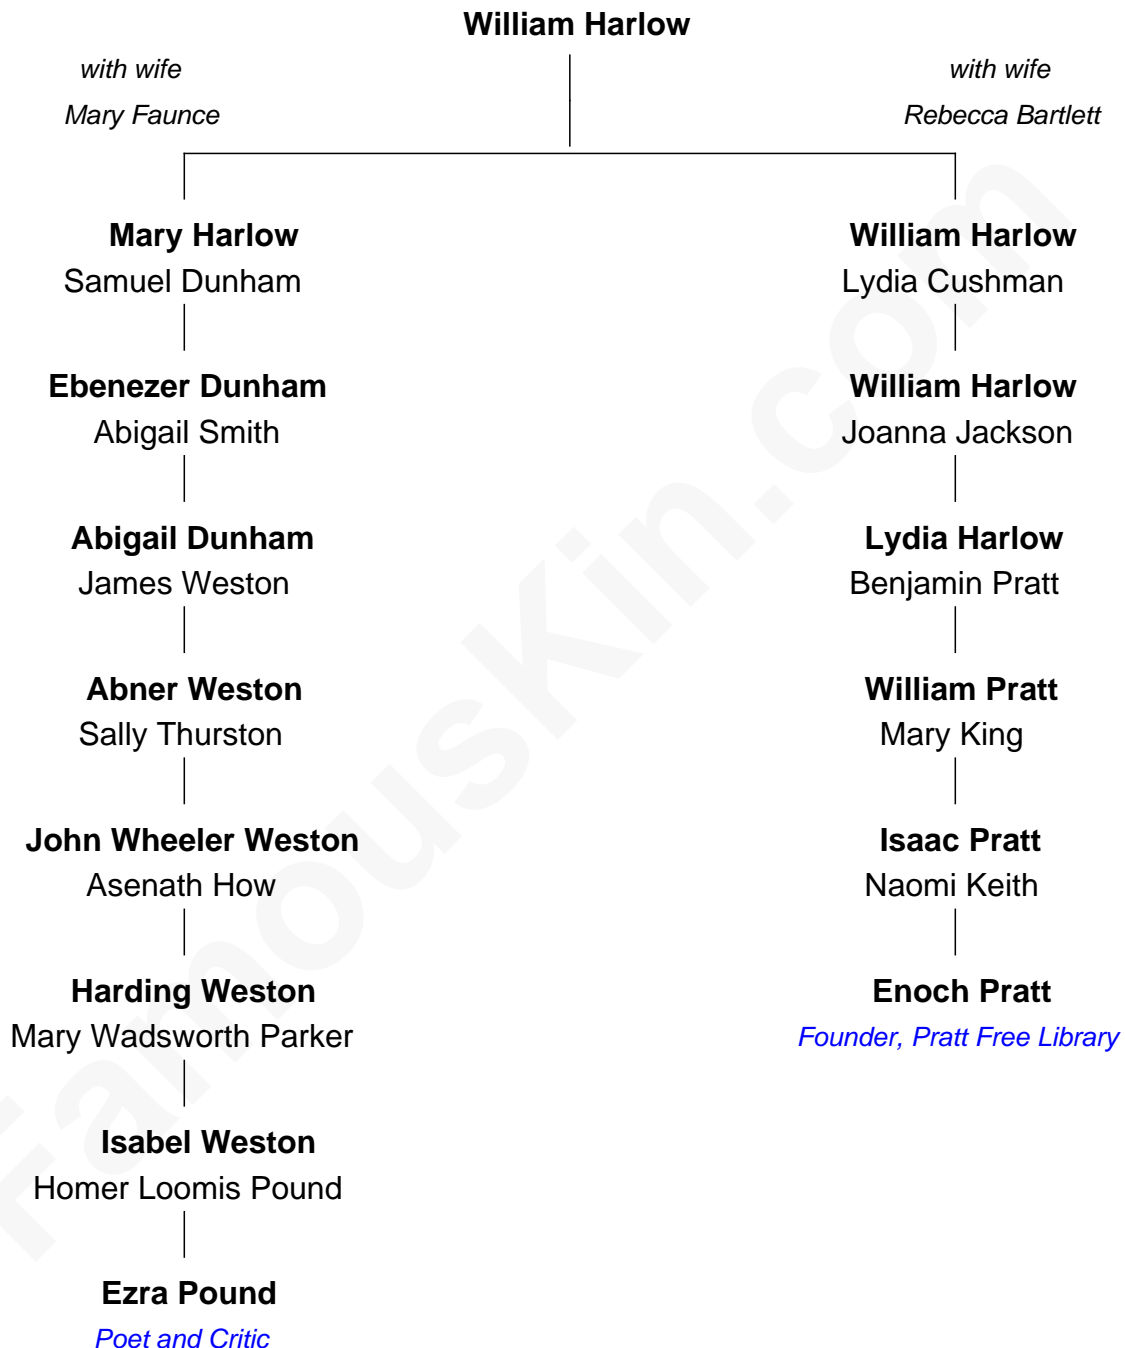 William Harlow
with wife
Mary Faunce
with wife
Rebecca Bartlett
Mary Harlow
Samuel Dunham
William Harlow
Lydia Cushman
Ebenezer Dunham
Abigail Smith
William Harlow
Joanna Jackson
Abigail Dunham
James Weston
Lydia Harlow
Benjamin Pratt
Abner Weston
Sally Thurston
William Pratt
Mary King
John Wheeler Weston
Asenath How
Isaac Pratt
Naomi Keith
Harding Weston
Mary Wadsworth Parker
Enoch Pratt
Founder, Pratt Free Library
Isabel Weston
Homer Loomis Pound
Ezra Pound
Poet and Critic
FamousKin.com